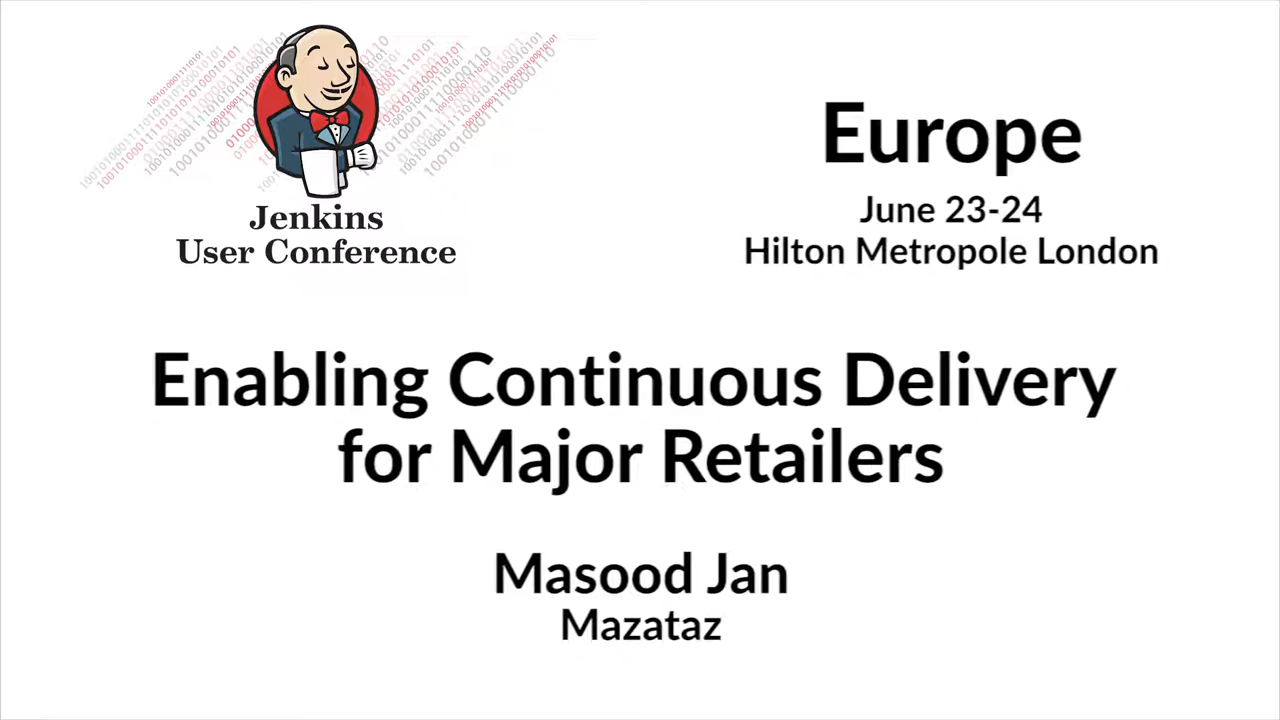 Jenkins
User Conference
Europe
June 23-24
Hilton Metropole London
Enabling Continuous Delivery
for Major Retailers
Masood Jan
Mazataz